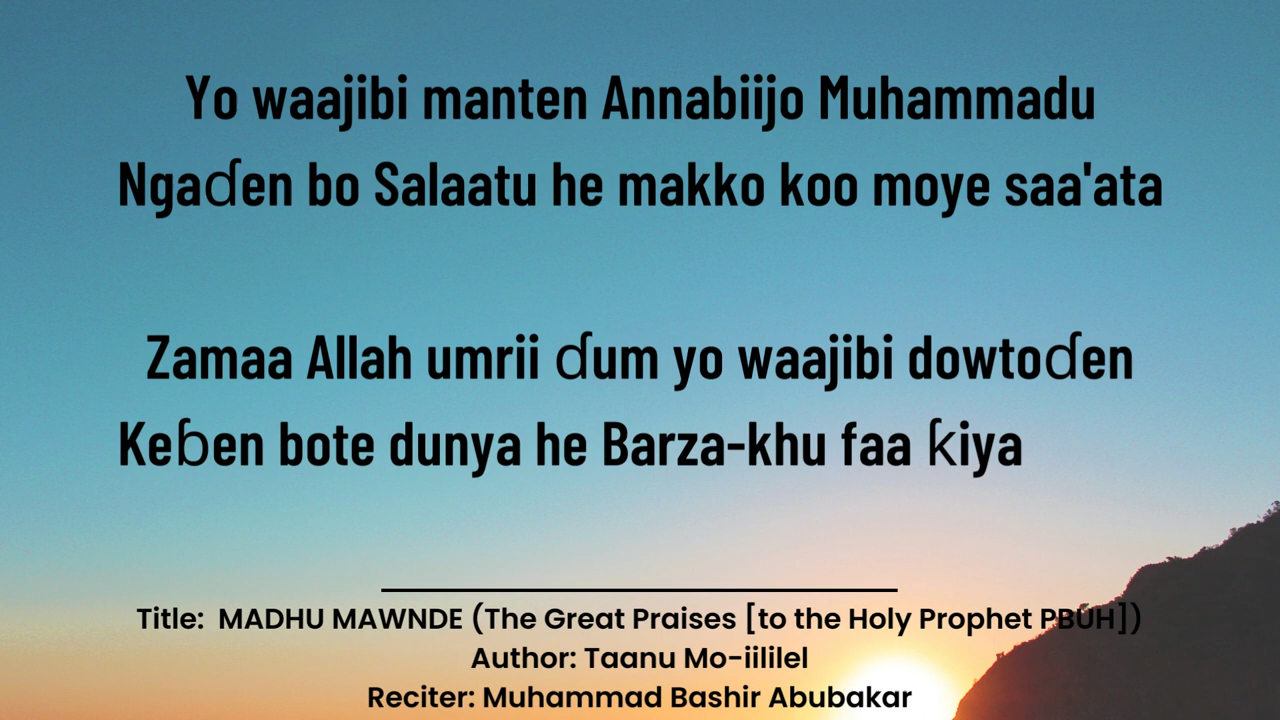 Yo waajibi manten Annabiijo Muhammadu
Ngaɗen bo Salaatu he makko koo moye saa'ata
Zamaa Allah umrii ɗum yo waajibi dowtoɗen
Keɓen bote dunya he Barza-khu faa ƙiya
Title: MADHU MAWNDE (The Great Praises [to the Holy Prophet PBUH])
Author: Taanu Mo-iililel
Reciter: Muhammad Bashir Abubakar